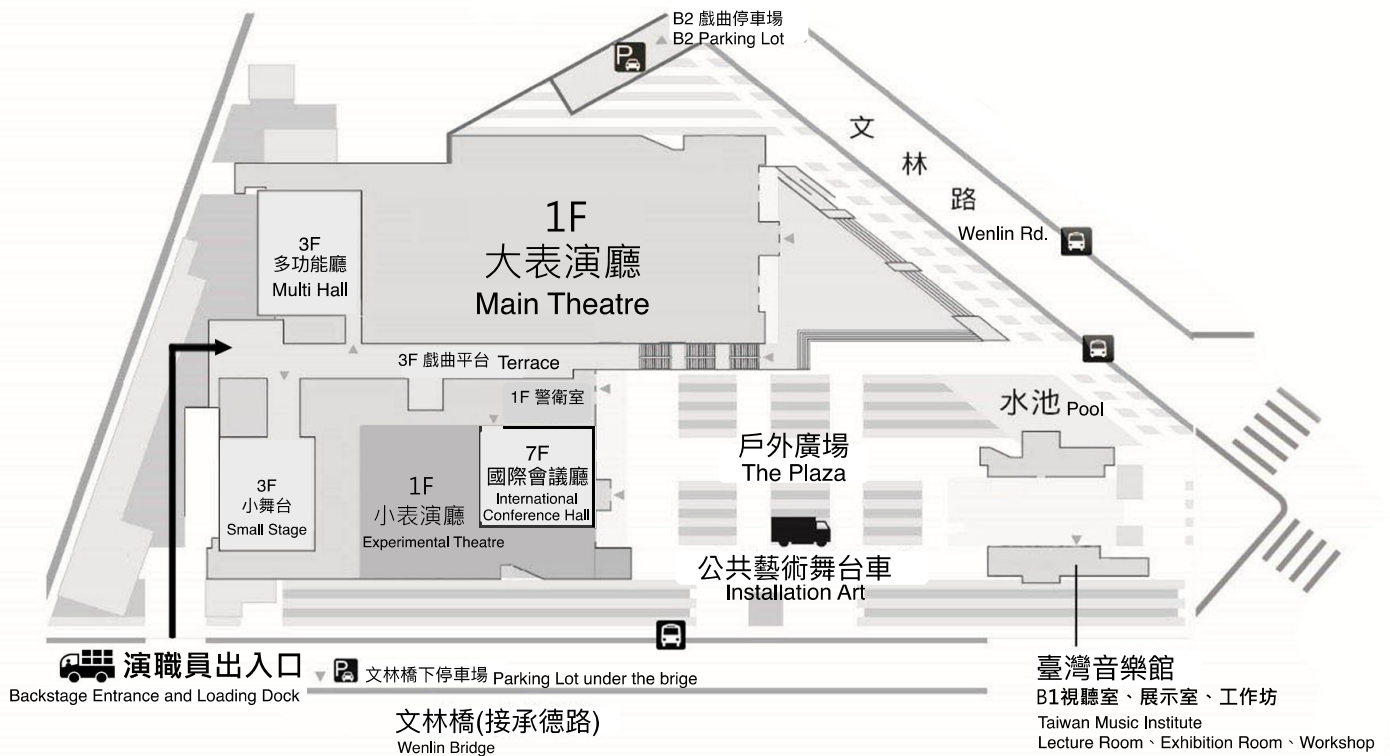 B2 戲曲停車場
B2 Parking Lot
文
林
路
Wenlin Rd.
1F
大表演廳
Main Theatre
3F
多功能廳
Multi Hall
3F 戲曲平台 Terrace
1F 警衛室
水池 Pool
戶外廣場
The Plaza
7F
國際會議廳
International
Conference Hall
1F
小表演廳
Experimental Theatre
3F
小舞台
Small Stage
公共藝術舞台車
Installation Art
演職員出入口
Backstage Entrance and Loading Dock
P
P
文林橋下停車場 Parking Lot under the brige
文林橋(接承德路)
Wenlin Bridge
臺灣音樂館
B1視聽室、展示室、工作坊
Taiwan Music Institute
Lecture Room、Exhibition Room、Workshop